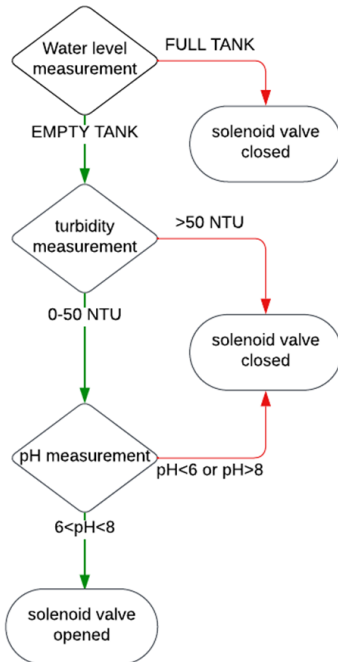 Water level
measurement
FULL TANK
solenoid valve
closed
EMPTY TANK
turbidity
measurement
>50 NTU
0-50 NTU
solenoid valve
closed
pH measurement
pH<6 or pH>8
6<pH<8
solenoid valve
opened